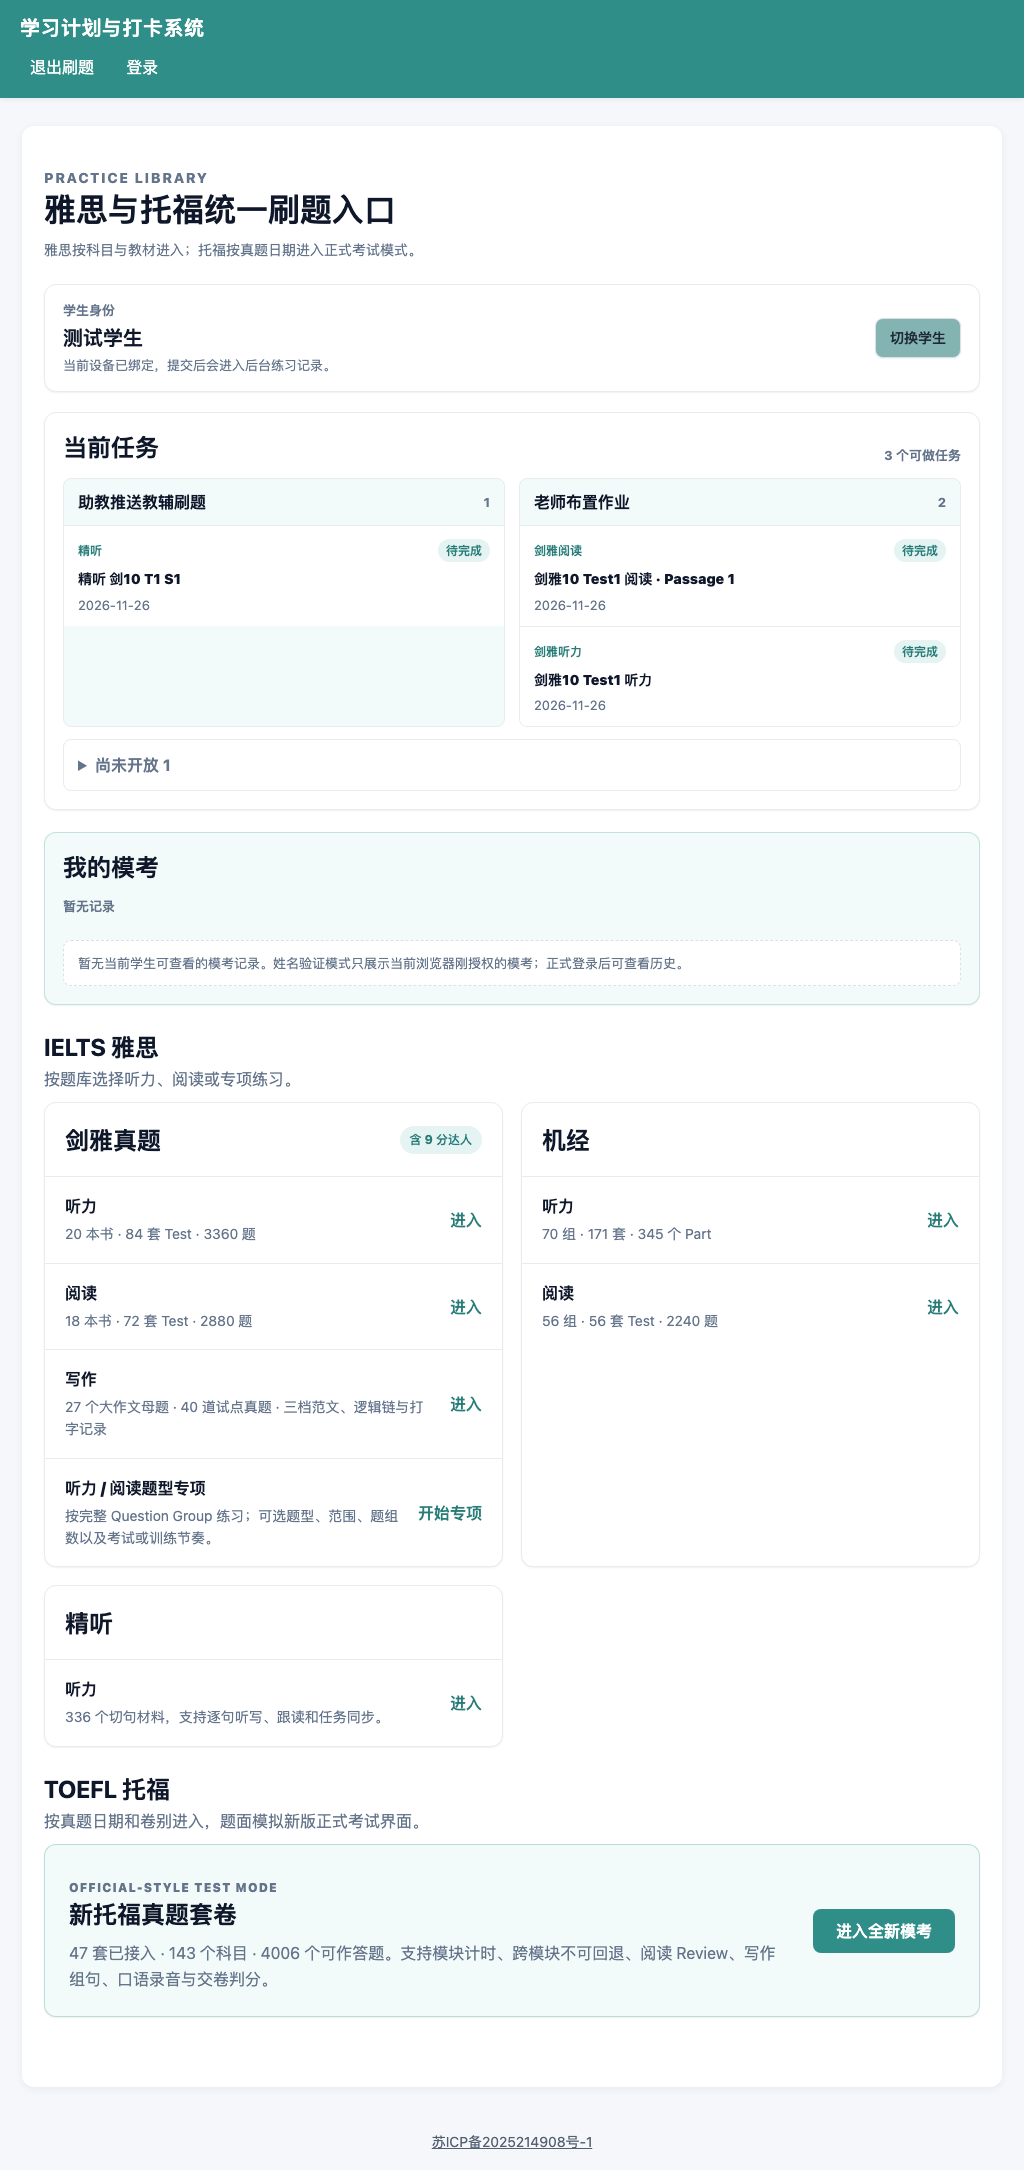 学习计划与打卡系统
退出刷题 登录
PRACTICE LIBRARY
雅思与托福统一刷题入口
雅思按科目与教材进入；托福按真题日期进入正式考试模式。
学生身份
测试学生
当前设备已绑定，提交后会进入后台练习记录。
切换学生
当前任务
3 个可做任务
助教推送教辅刷题 1
精听 待完成
精听 剑10 T1 S1
2026-11-26
老师布置作业 2
剑雅阅读 待完成
剑雅10 Test1 阅读 · Passage 1
2026-11-26
剑雅听力 待完成
剑雅10 Test1 听力
2026-11-26
▶ 尚未开放 1
我的模考
暂无记录
暂无当前学生可查看的模考记录。姓名验证模式只展示当前浏览器刚授权的模考；正式登录后可查看历史。
IELTS 雅思
按题库选择听力、阅读或专项练习。
剑雅真题 含 9 分达人
听力
20 本书 · 84 套 Test · 3360 题
进入
阅读
18 本书 · 72 套 Test · 2880 题
进入
写作
27 个大作文母题 · 40 道试点真题 · 三档范文、逻辑链与打
字记录
进入
听力 / 阅读题型专项
按完整 Question Group 练习；可选题型、范围、题组
数以及考试或训练节奏。
开始专项
机经
听力
70 组 · 171 套 · 345 个 Part
进入
阅读
56 组 · 56 套 Test · 2240 题
进入
精听
听力
336 个切句材料，支持逐句听写、跟读和任务同步。
进入
TOEFL 托福
按真题日期和卷别进入，题面模拟新版正式考试界面。
OFFICIAL-STYLE TEST MODE
新托福真题套卷
47 套已接入 · 143 个科目 · 4006 个可作答题。支持模块计时、跨模块不可回退、阅读 Review、写作
组句、口语录音与交卷判分。
进入全新模考
苏ICP备2025214908号-1